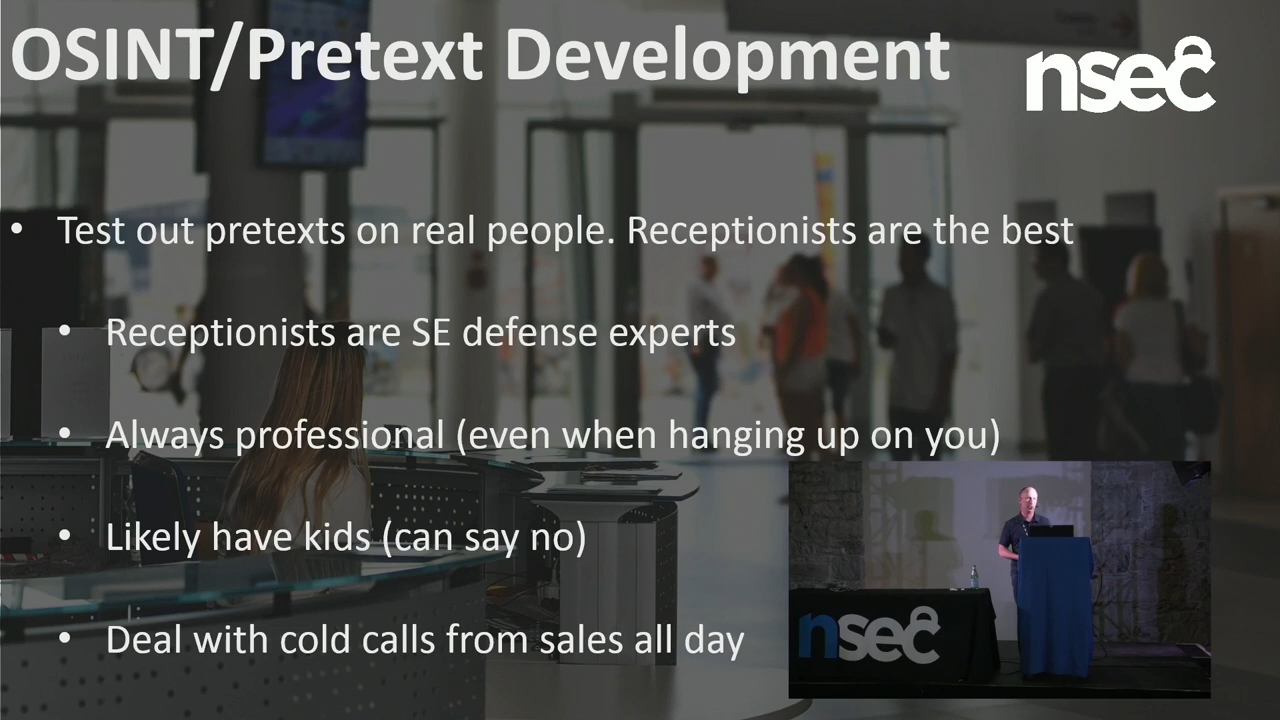 OSINT/Pretext Development
nsec
• Test out pretexts on real people. Receptionists are the best
• Receptionists are SE defense experts
• Always professional (even when hanging up on you)
• Likely have kids (can say no)
• Deal with cold calls from sales all day
nsec